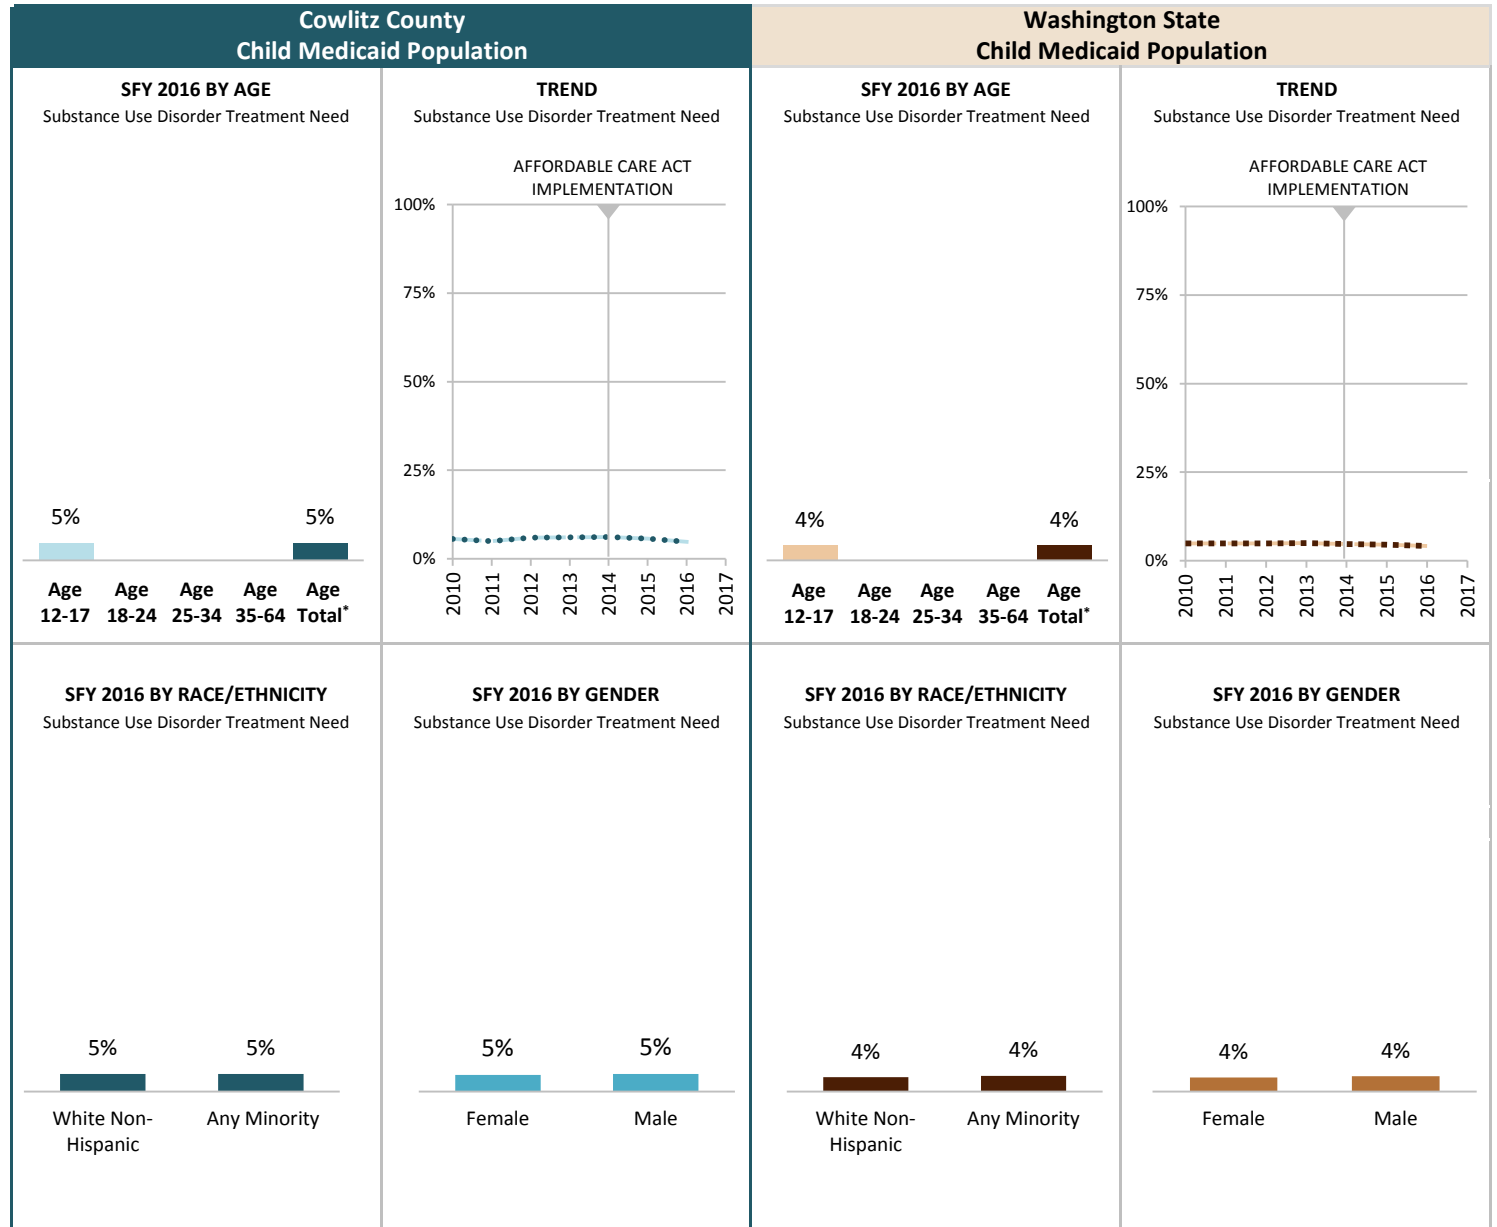 Cowlitz County
Child Medicaid Population
SFY 2016 BY AGE
Substance Use Disorder Treatment Need
5%
5%
Age
12-17
Age
18-24
Age
25-34
Age
35-64
Age
Total*
TREND
Substance Use Disorder Treatment Need
AFFORDABLE CARE ACT
IMPLEMENTATION
100%
75%
50%
25%
0%
2010
2011
2012
2013
2014
2015
2016
2017
SFY 2016 BY RACE/ETHNICITY
Substance Use Disorder Treatment Need
5%
5%
White Non-
Hispanic
Any Minority
SFY 2016 BY GENDER
Substance Use Disorder Treatment Need
5%
5%
Female
Male
Washington State
Child Medicaid Population
SFY 2016 BY AGE
Substance Use Disorder Treatment Need
4%
4%
Age
12-17
Age
18-24
Age
25-34
Age
35-64
Age
Total*
TREND
Substance Use Disorder Treatment Need
AFFORDABLE CARE ACT
IMPLEMENTATION
100%
75%
50%
25%
0%
2010
2011
2012
2013
2014
2015
2016
2017
SFY 2016 BY RACE/ETHNICITY
Substance Use Disorder Treatment Need
4%
4%
White Non-
Hispanic
Any Minority
SFY 2016 BY GENDER
Substance Use Disorder Treatment Need
4%
4%
Female
Male